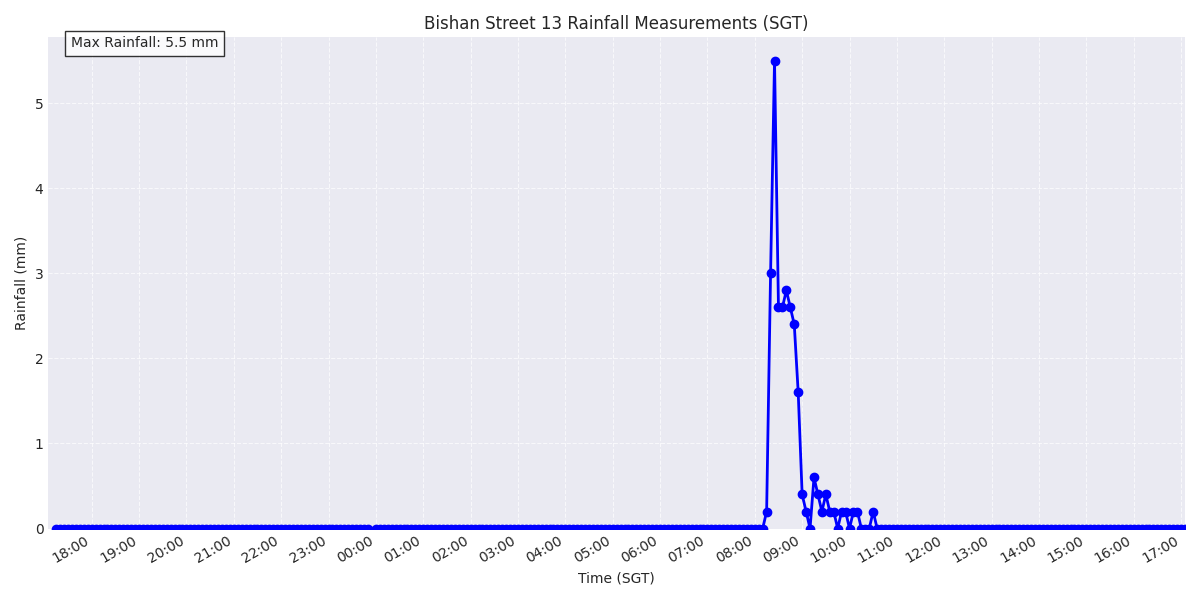 Bishan Street 13 Rainfall Measurements (SGT)
Max Rainfall: 5.5 mm
Rainfall (mm)
5
4
3
2
1
0
18:00 19:00 20:00 21:00 22:00 23:00 00:00 01:00 02:00 03:00 04:00 05:00 06:00 07:00 08:00 09:00 10:00 11:00 12:00 13:00 14:00 15:00 16:00 17:00
Time (SGT)